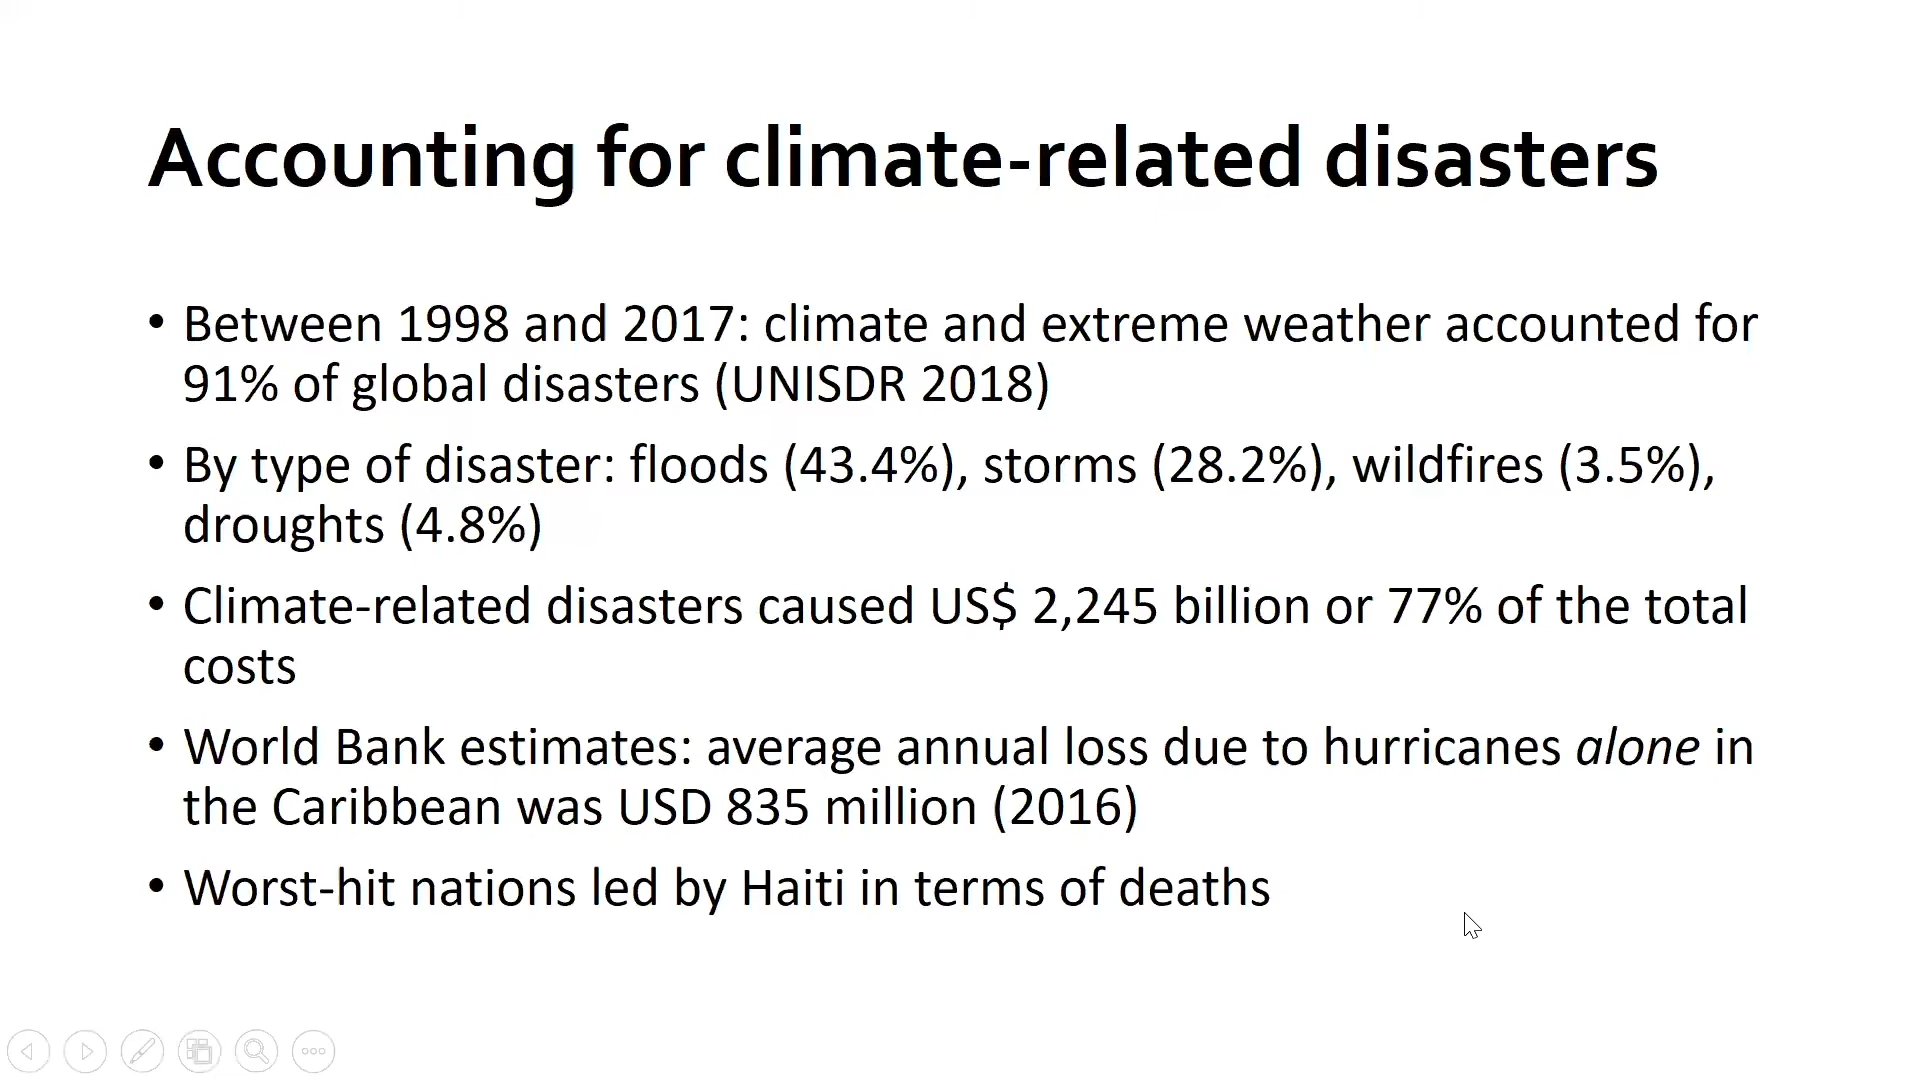 Accounting for climate-related disasters
• Between 1998 and 2017: climate and extreme weather accounted for
91% of global disasters (UNISDR 2018)
• By type of disaster: floods (43.4%), storms (28.2%), wildfires (3.5%),
droughts (4.8%)
• Climate-related disasters caused US$ 2,245 billion or 77% of the total
costs
• World Bank estimates: average annual loss due to hurricanes alone in
the Caribbean was USD 835 million (2016)
• Worst-hit nations led by Haiti in terms of deaths